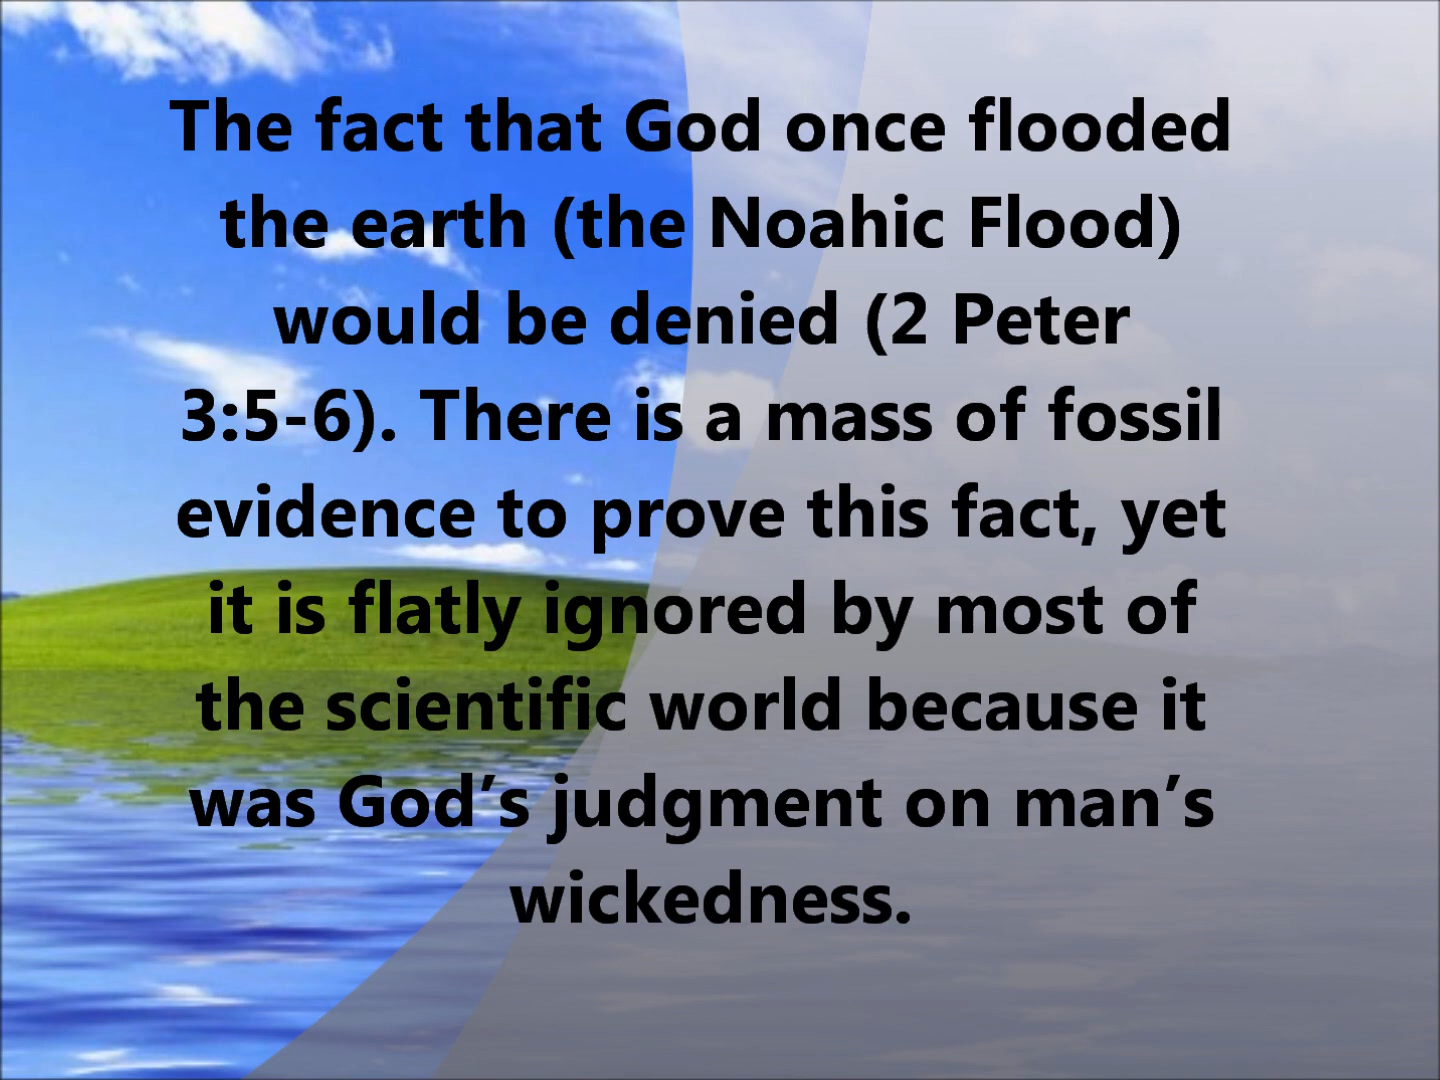 The fact that God once flooded
the earth (the Noahic Flood)
would be denied (2 Peter
3:5-6). There is a mass of fossil
evidence to prove this fact, yet
it is flatly ignored by most of
the scientific world because it
was God’s judgment on man’s
wickedness.